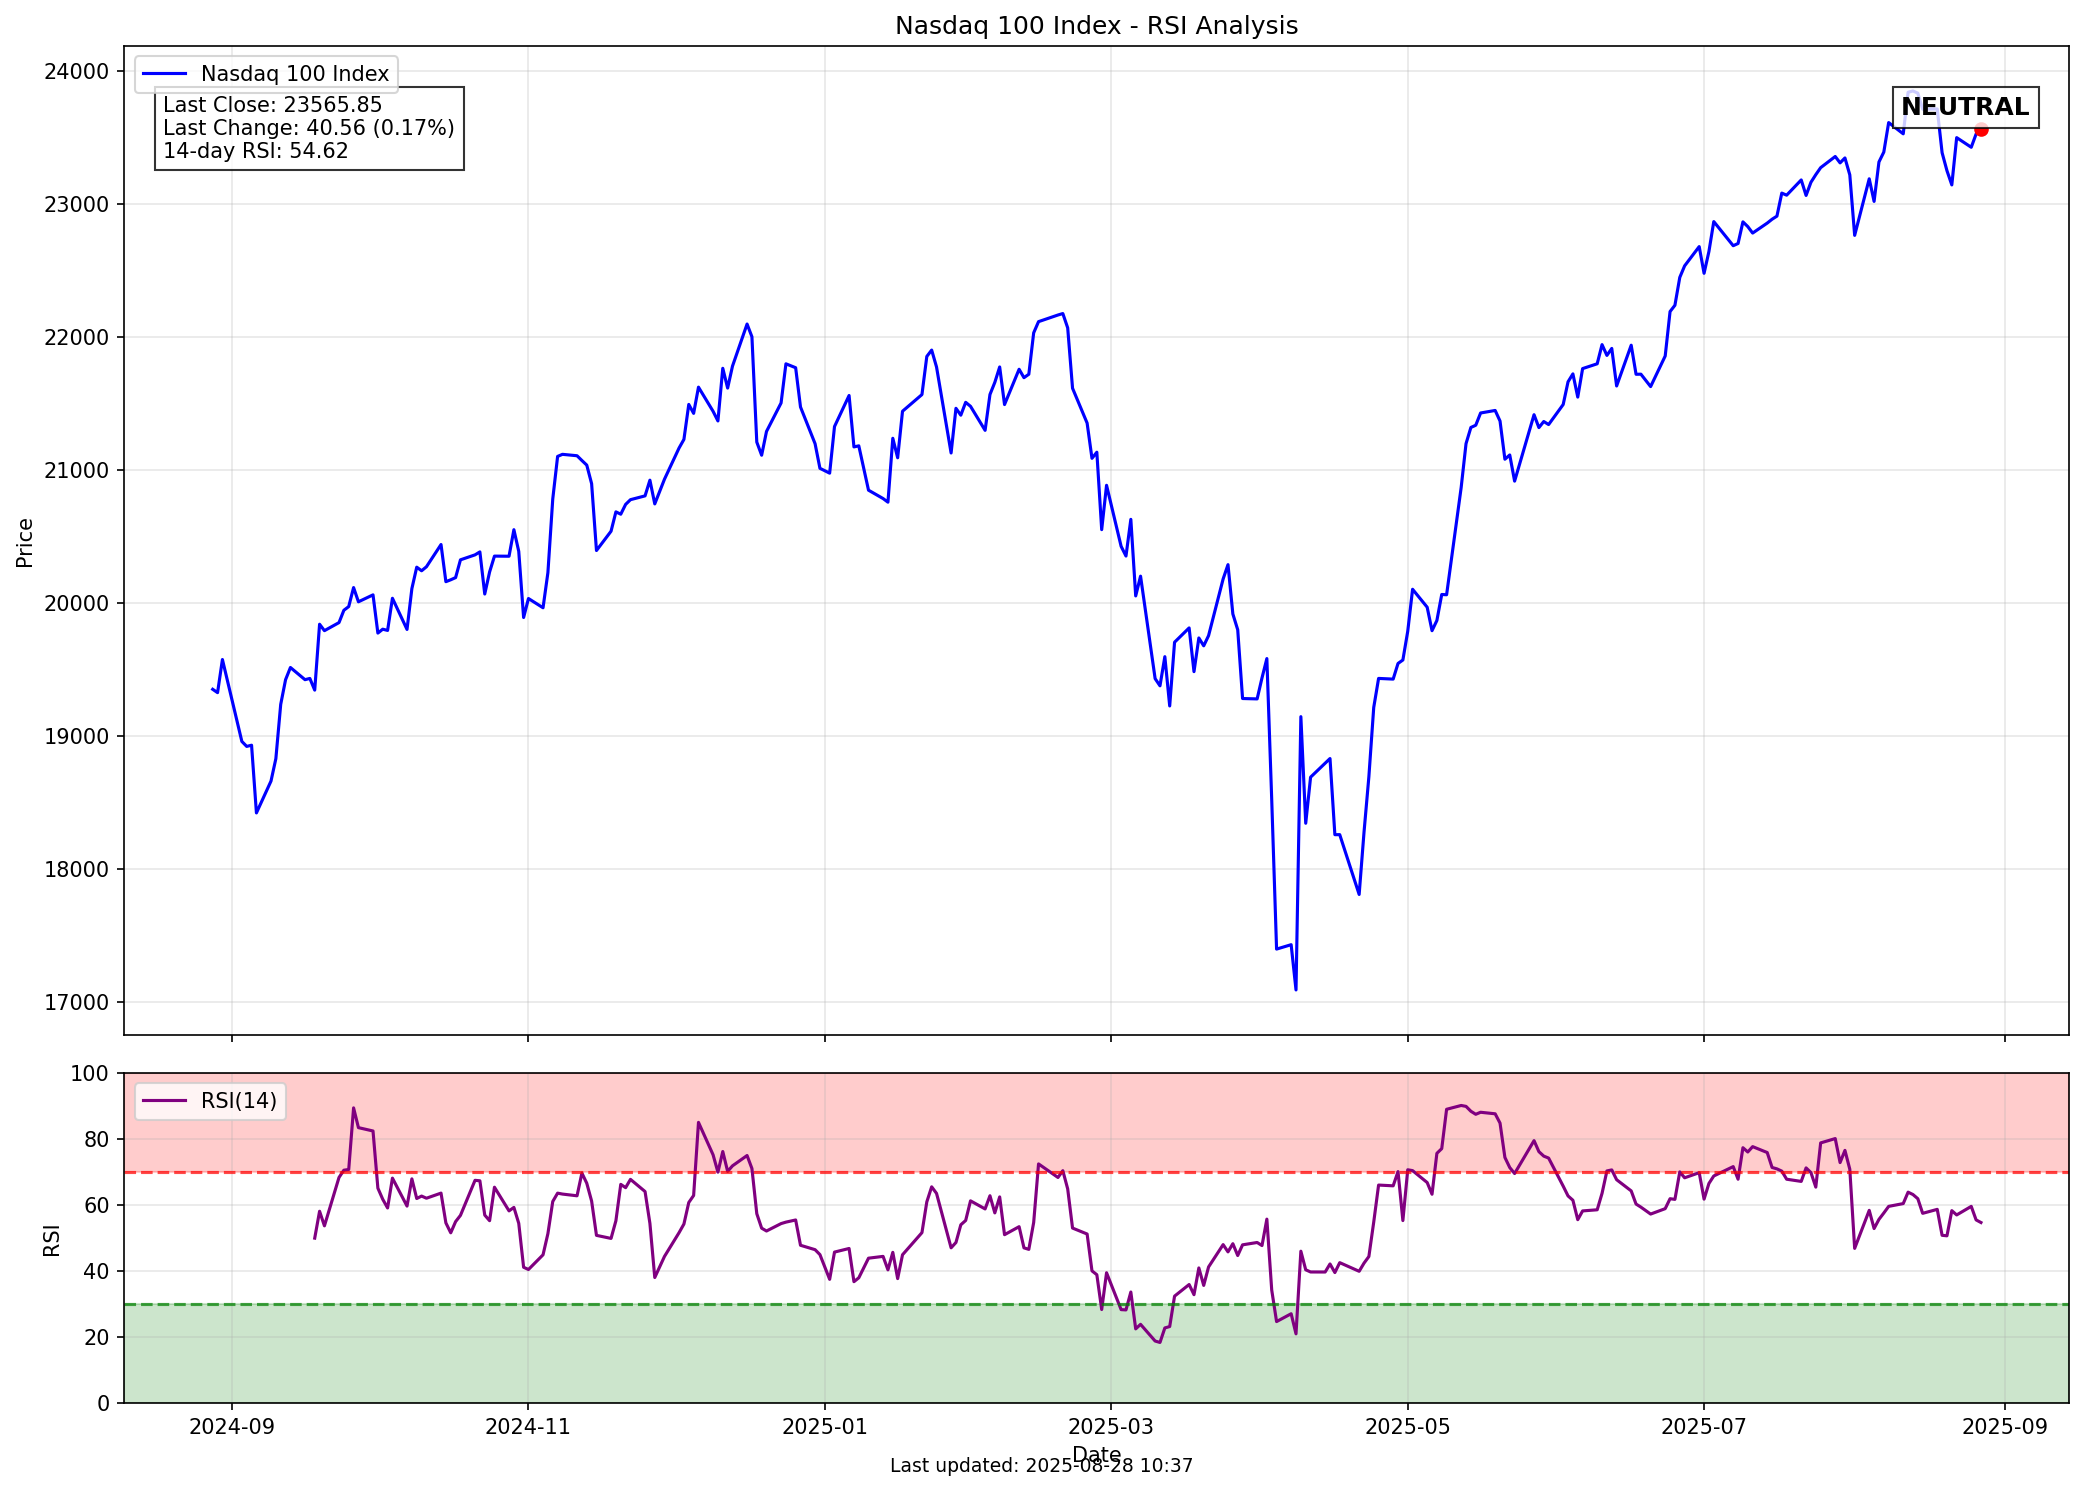 Nasdaq 100 Index - RSI Analysis
24000
23000
22000
21000
20000
19000
18000
17000
Price
Nasdaq 100 Index
Last Close: 23565.85
Last Change: 40.56 (0.17%)
14-day RSI: 54.62
NEUTRAL
100
80
60
40
20
0
RSI
RSI(14)
2024-09
2024-11
2025-01
2025-03
2025-05
2025-07
2025-09
Date
Last updated: 2025-08-28 10:37